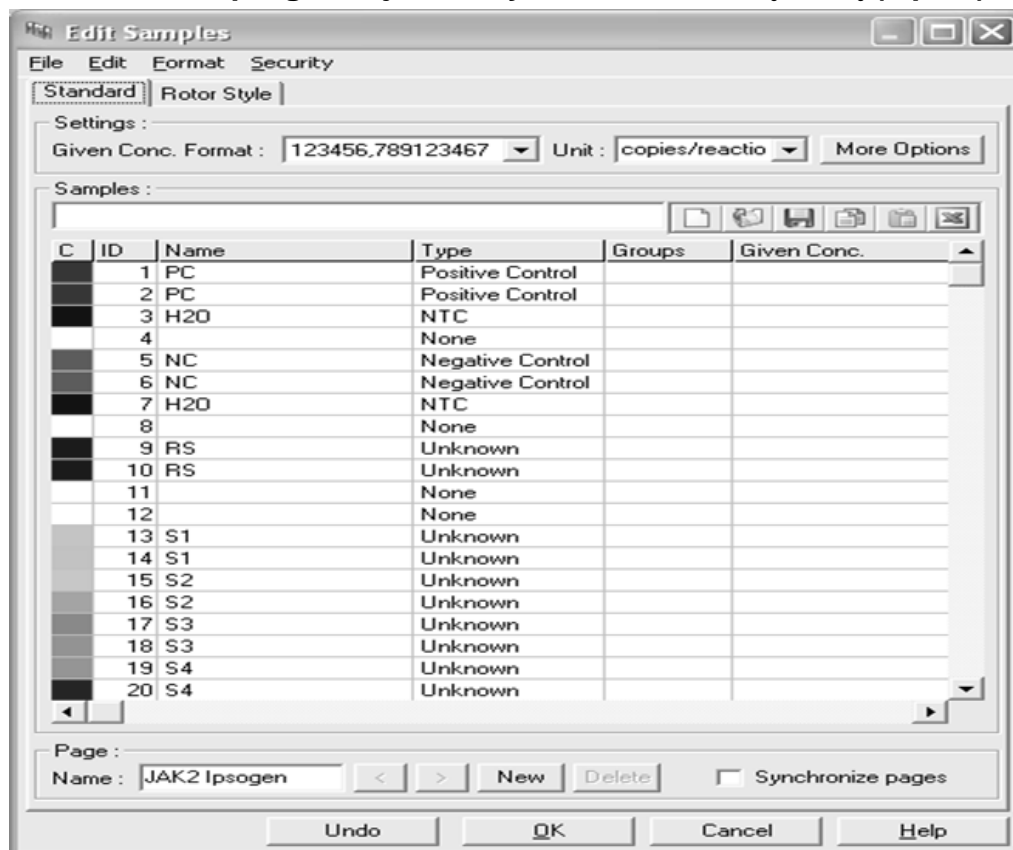 Edit Samples
File Edit Format Security
Standard Rotor Style
Settings :
Given Conc. Format : 123456,789123467 Unit : copies/reactio More Options
Samples :
C ID Name Type Groups Given Conc.
1 PC Positive Control
2 PC Positive Control
3 H2O NTC
4 None
5 NC Negative Control
6 NC Negative Control
7 H2O NTC
8 None
9 RS Unknown
10 RS Unknown
11 None
12 None
13 S1 Unknown
14 S1 Unknown
15 S2 Unknown
16 S2 Unknown
17 S3 Unknown
18 S3 Unknown
19 S4 Unknown
20 S4 Unknown
Page :
Name : JAK2 Ipsogen < > New Delete Synchronize pages
Undo OK Cancel Help